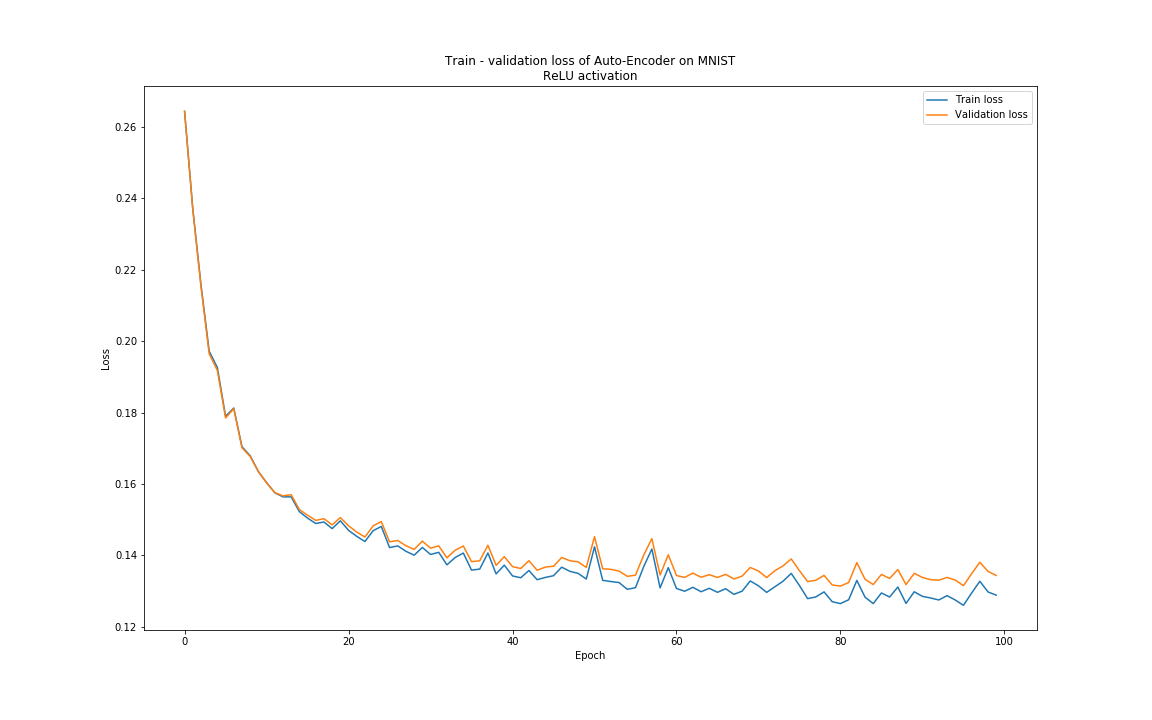 Train - validation loss of Auto-Encoder on MNIST
ReLU activation
Train loss
Validation loss
0.26
0.24
0.22
0.20
0.18
0.16
0.14
0.12
Loss
0 20 40 60 80 100
Epoch